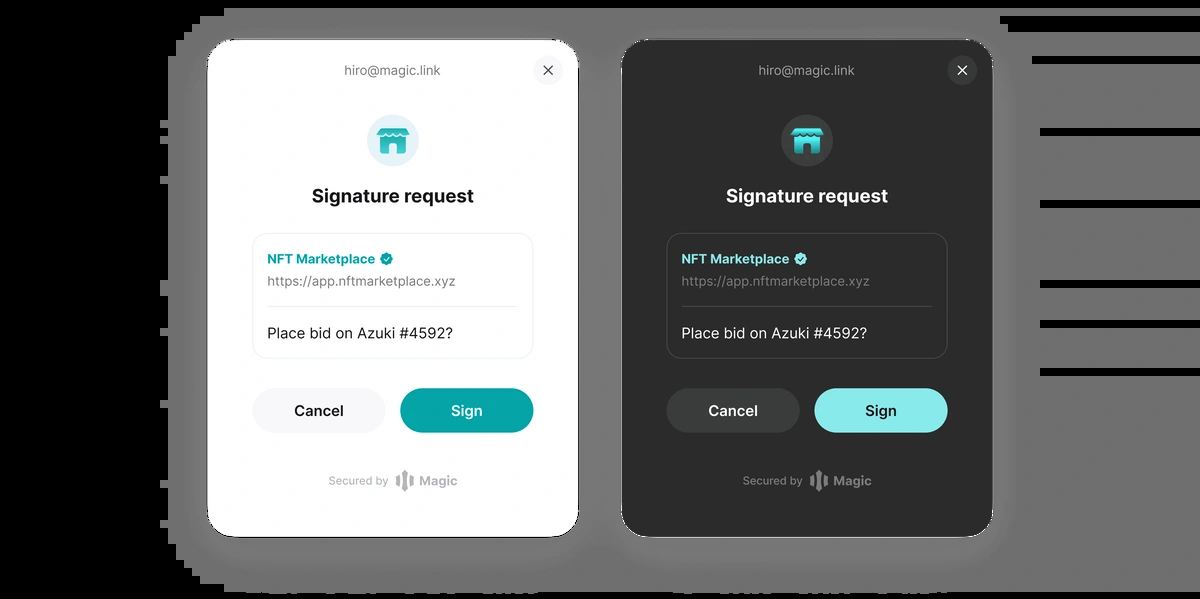 hiro@magic.link
Signature request
NFT Marketplace
https://app.nftmarketplace.xyz
Place bid on Azuki #4592?
Cancel
Sign
Secured by Magic
hiro@magic.link
Signature request
NFT Marketplace
https://app.nftmarketplace.xyz
Place bid on Azuki #4592?
Cancel
Sign
Secured by Magic